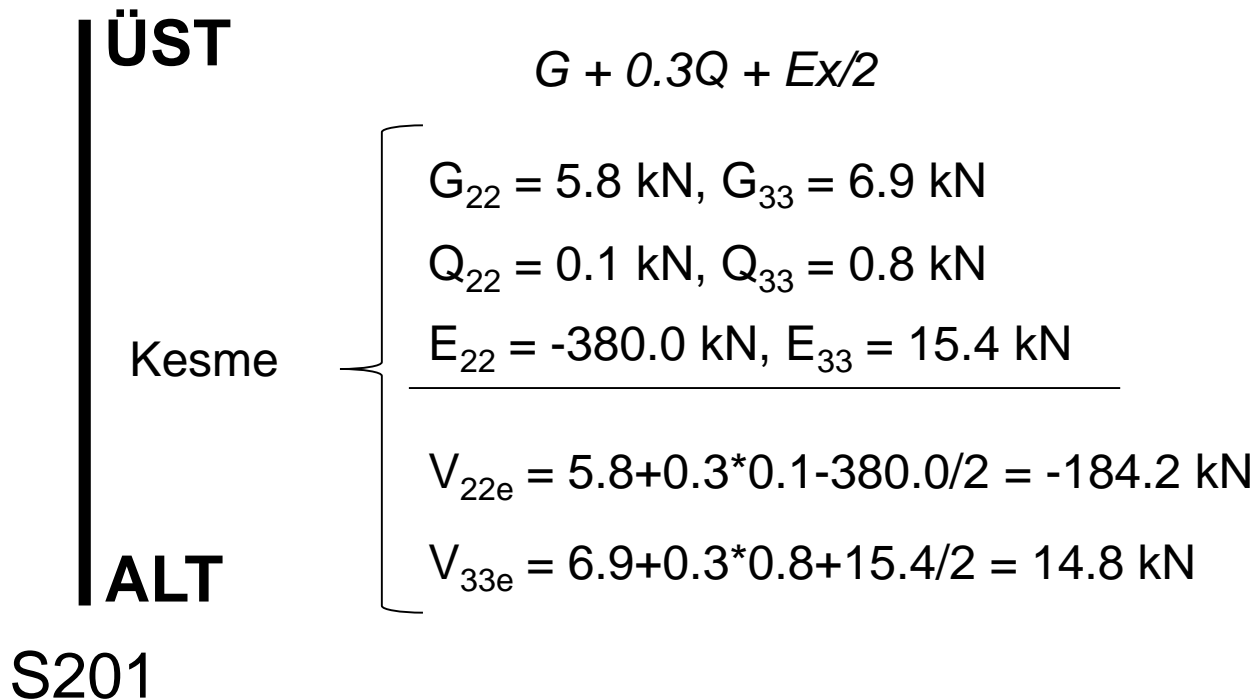 ÜST
G + 0.3Q + Ex/2
G₂₂ = 5.8 kN, G₃₃ = 6.9 kN
Q₂₂ = 0.1 kN, Q₃₃ = 0.8 kN
E₂₂ = -380.0 kN, E₃₃ = 15.4 kN
Kesme
V₂₂ₑ = 5.8+0.3*0.1-380.0/2 = -184.2 kN
V₃₃ₑ = 6.9+0.3*0.8+15.4/2 = 14.8 kN
ALT
S201